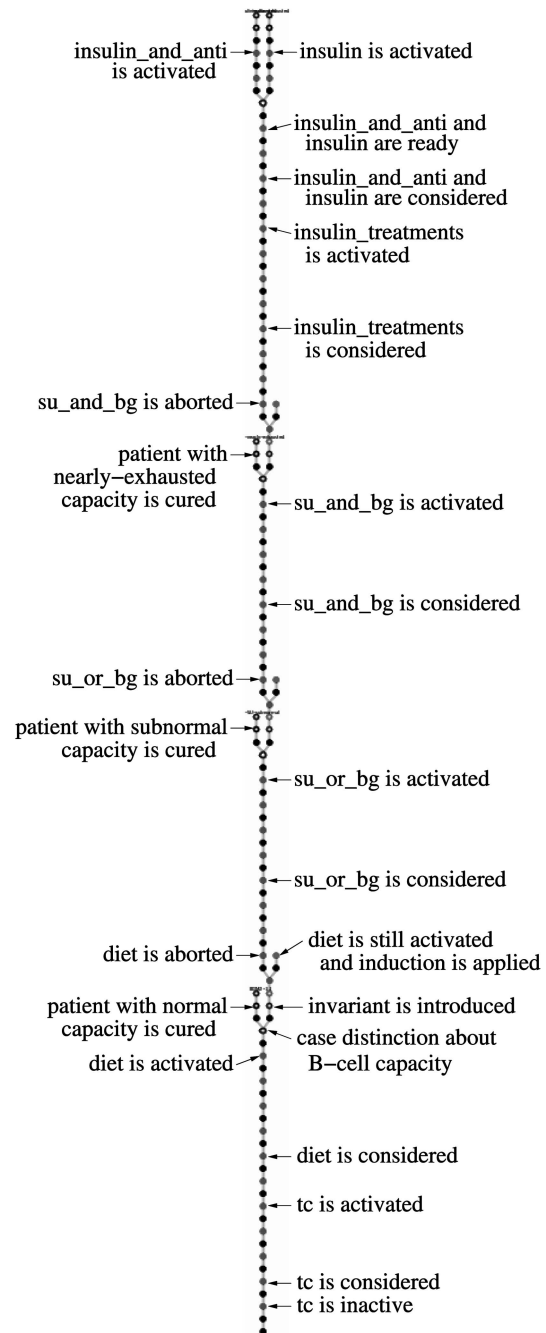 insulin_and_anti
is activated
insulin is activated
insulin_and_anti and
insulin are ready
insulin_and_anti and
insulin are considered
insulin_treatments
is activated
insulin_treatments
is considered
su_and_bg is aborted
patient with
nearly−exhausted
capacity is cured
su_and_bg is activated
su_and_bg is considered
su_or_bg is aborted
patient with subnormal
capacity is cured
su_or_bg is activated
su_or_bg is considered
diet is aborted
diet is still activated
and induction is applied
patient with normal
capacity is cured
invariant is introduced
case distinction about
B−cell capacity
diet is activated
diet is considered
tc is activated
tc is considered
tc is inactive